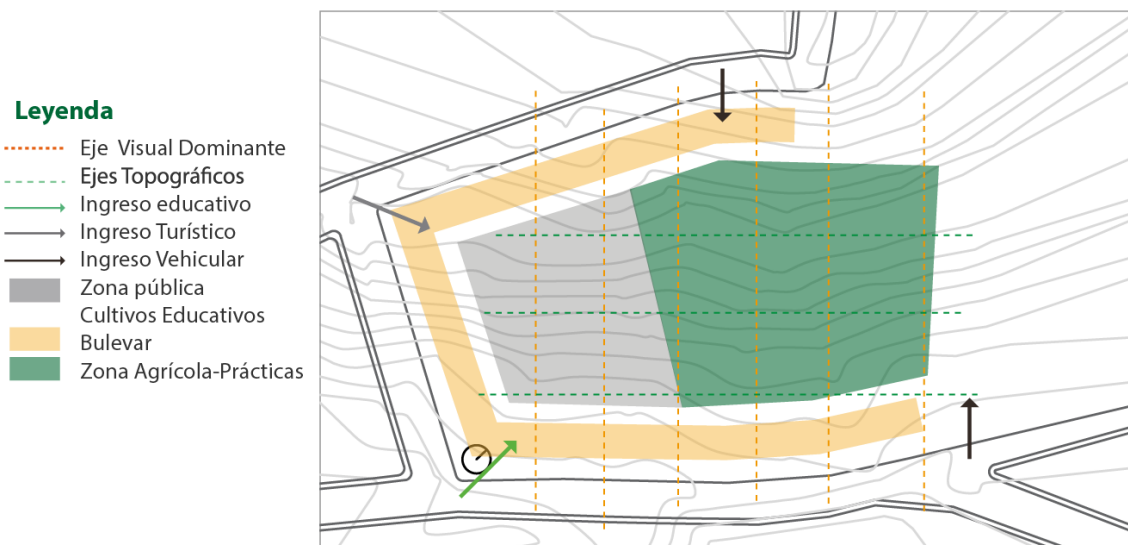 Leyenda
Eje Visual Dominante
Ejes Topográficos
Ingreso educativo
Ingreso Turístico
Ingreso Vehicular
Zona pública
Cultivos Educativos
Bulevar
Zona Agrícola-Prácticas